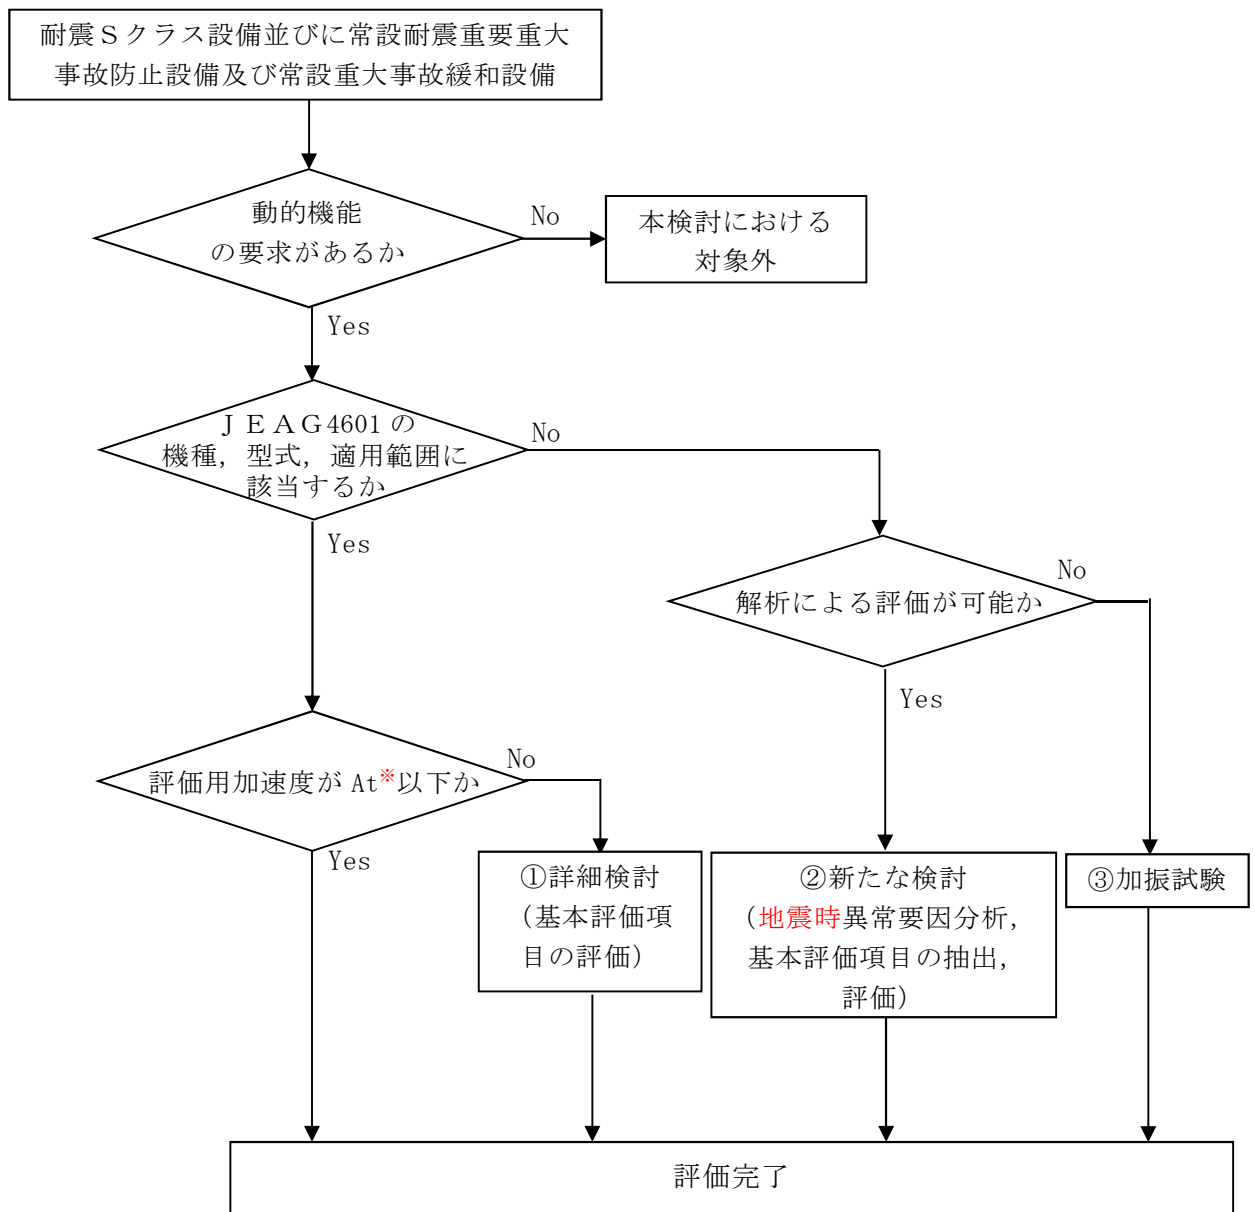 耐震Ｓクラス設備並びに常設耐震重要重大
事故防止設備及び常設重大事故緩和設備
動的機能
の要求があるか
No
本検討における
対象外
Yes
ＪＥＡＧ4601 の
機種，型式，適用範囲に
該当するか
No
Yes
解析による評価が可能か
No
Yes
評価用加速度が At※以下か
No
Yes
①詳細検討
（基本評価項
目の評価）
②新たな検討
（地震時異常要因分析，
基本評価項目の抽出，
評価）
③加振試験
評価完了